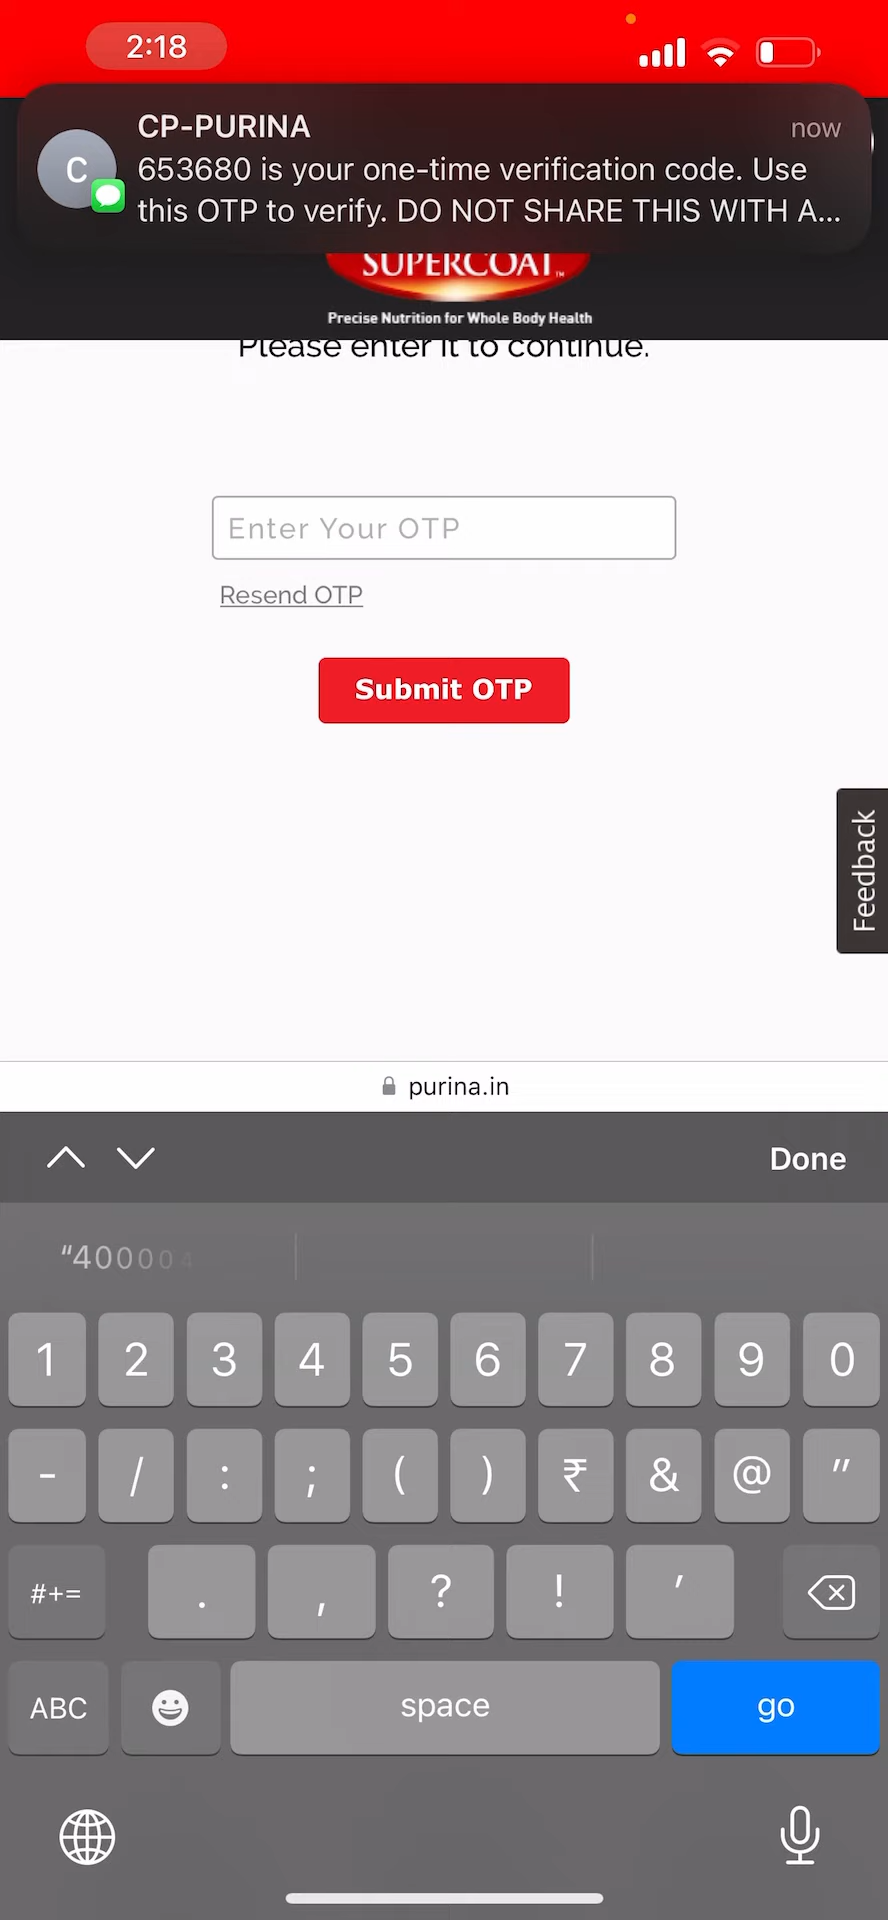 2:18
CP-PURINA
now
C
653680 is your one-time verification code. Use
this OTP to verify. DO NOT SHARE THIS WITH A...
SUPERCOAT™
Precise Nutrition for Whole Body Health
Please enter it to continue.
Enter Your OTP
Resend OTP
Submit OTP
Feedback
purina.in
Done
“400004
1 2 3 4 5 6 7 8 9 0
- / : ; ( ) ₹ & @ "
#+= . , ? ! '
ABC space go